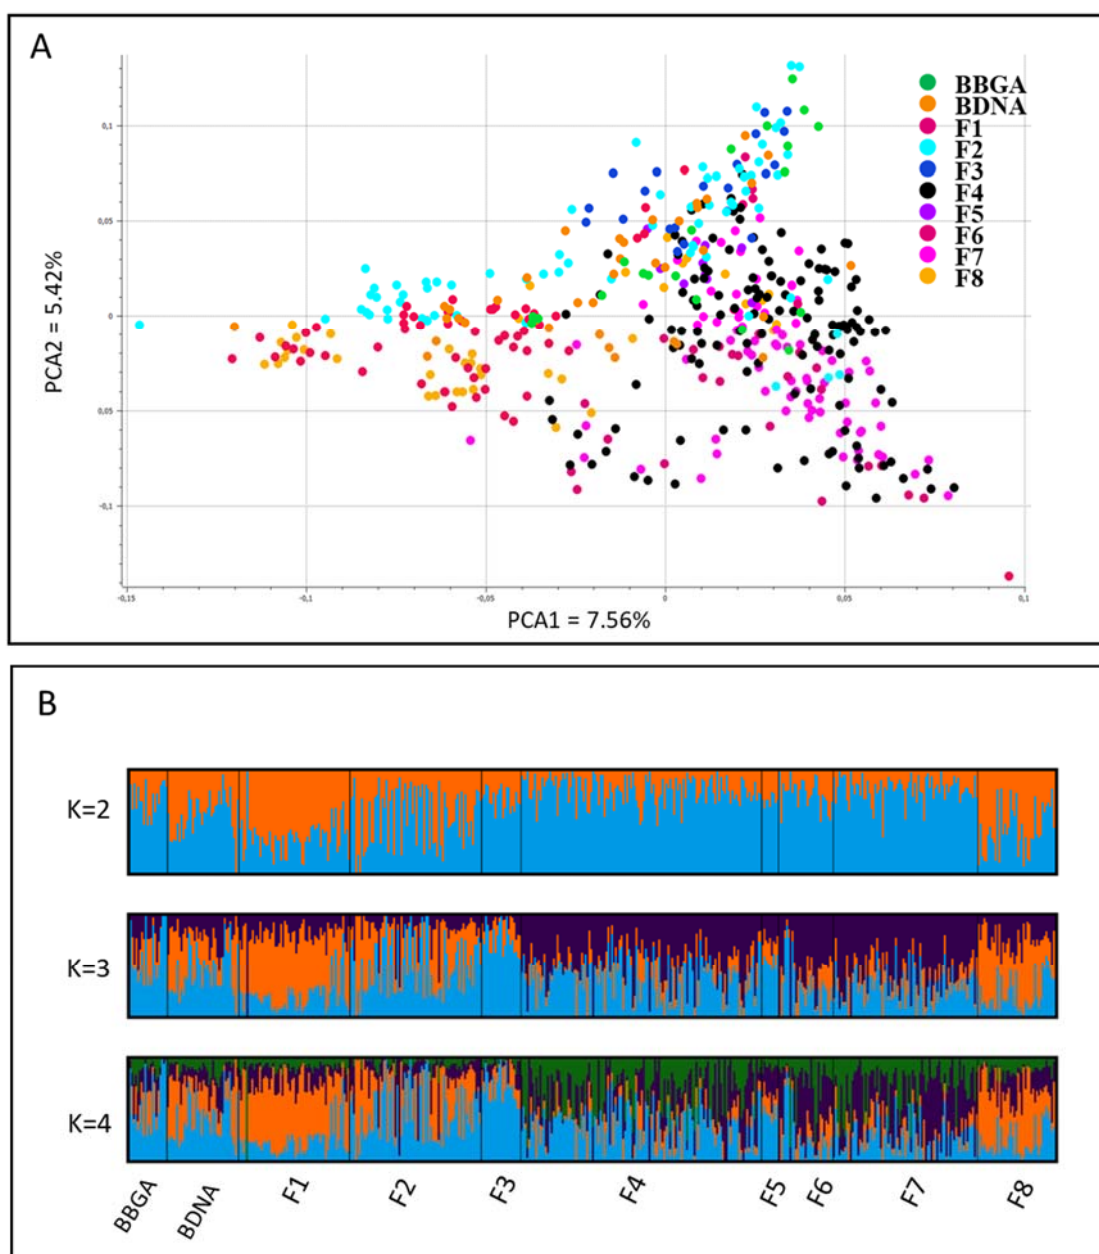 A
BBGA
BDNA
F1
F2
F3
F4
F5
F6
F7
F8
0,1
0,05
0
-0,05
-0,1
PCA2 = 5.42%
-0,15
-0,1
-0,05
0
0,05
0,1
PCA1 = 7.56%
B
K=2
K=3
K=4
BBGA
BDNA
F1
F2
F3
F4
F5
F6
F7
F8